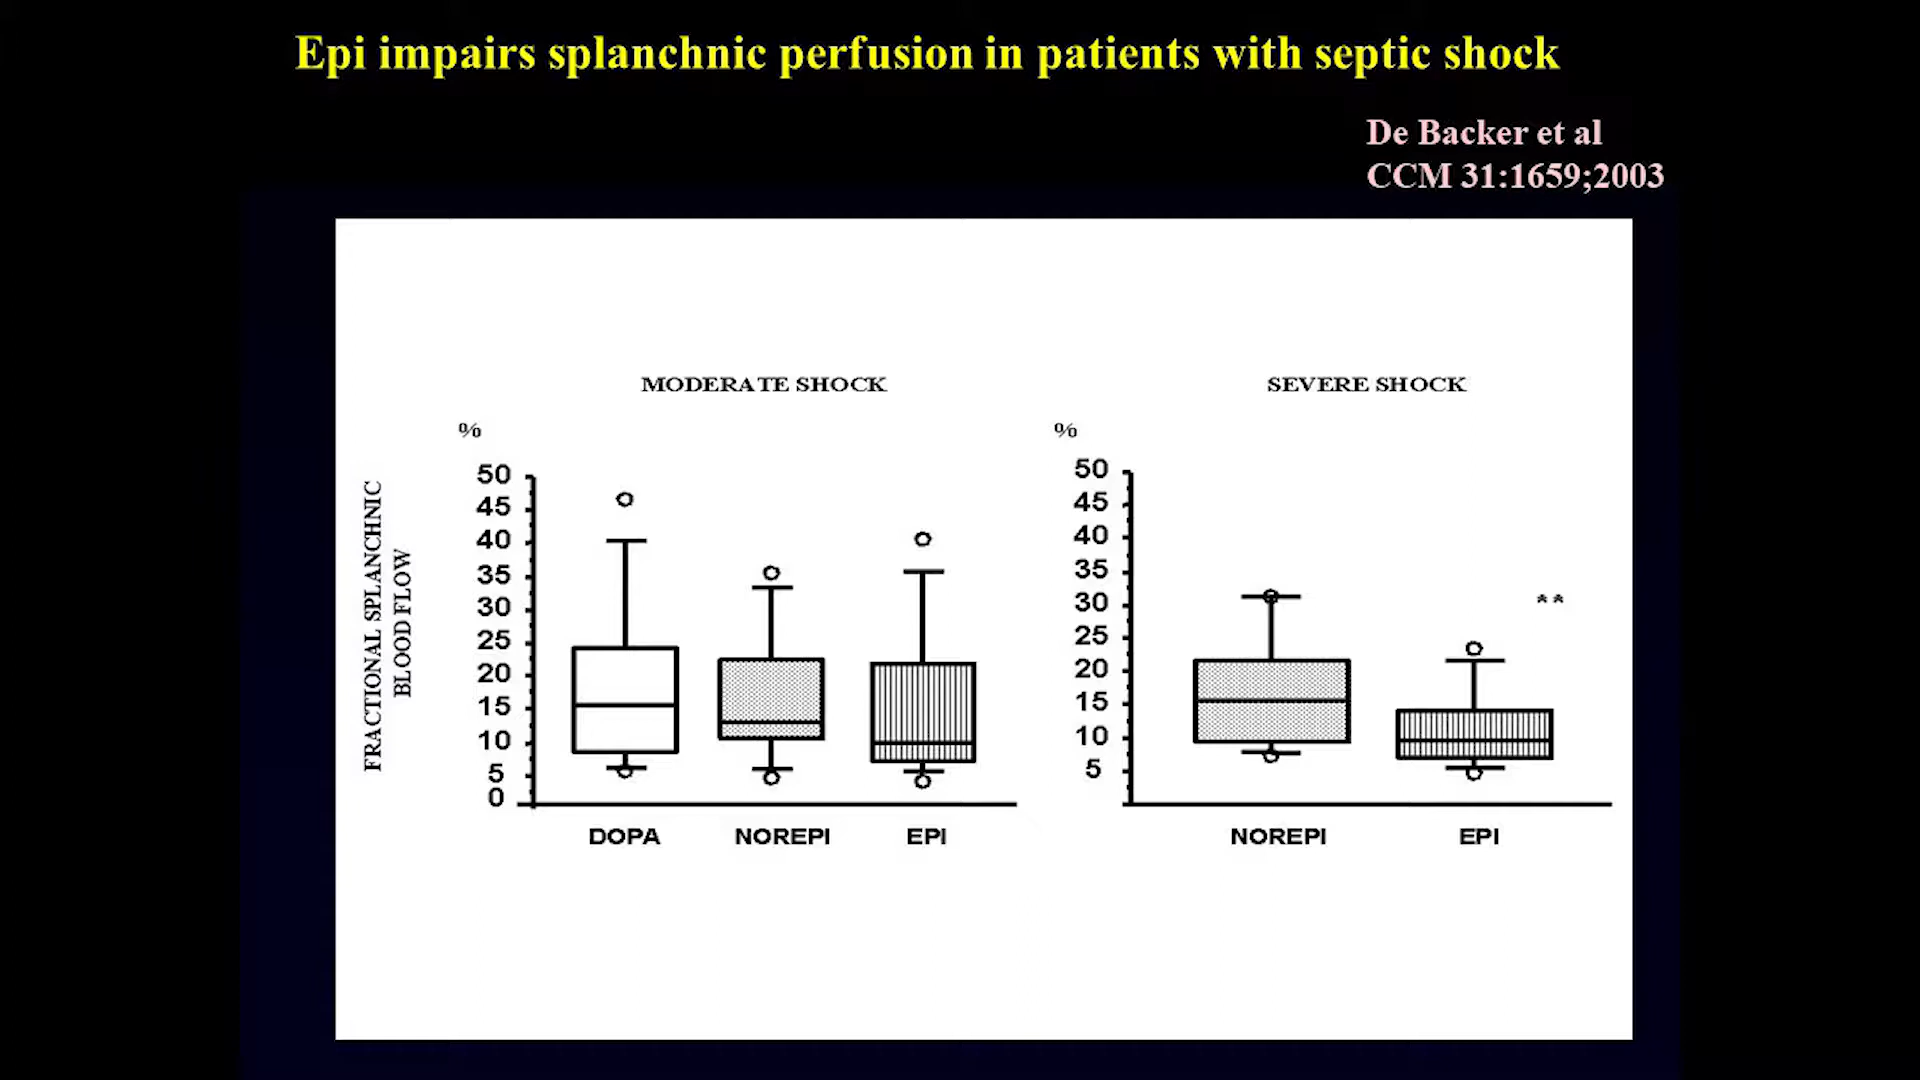 Epi impairs splanchnic perfusion in patients with septic shock
De Backer et al
CCM 31:1659;2003
MODERATE SHOCK
SEVERE SHOCK
%
%
FRACTIONAL SPLANCHNIC
BLOOD FLOW
50
45
40
35
30
25
20
15
10
5
0
50
45
40
35
30
25
20
15
10
5
**
DOPA
NOREPI
EPI
NOREPI
EPI